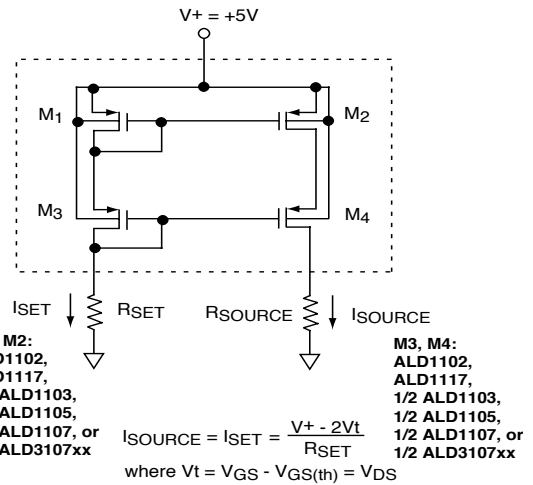 V+ = +5V
M1
M2
M3
M4
ISET
RSET
RSOURCE
ISOURCE
M2:
01102,
01117,
ALD1103,
ALD1105,
ALD1107, or
ALD3107xx
M3, M4:
ALD1102,
ALD1117,
1/2 ALD1103,
1/2 ALD1105,
1/2 ALD1107, or
1/2 ALD3107xx
ISOURCE = ISET = V+ - 2Vt / RSET
where Vt = VGS - VGS(th) = VDS